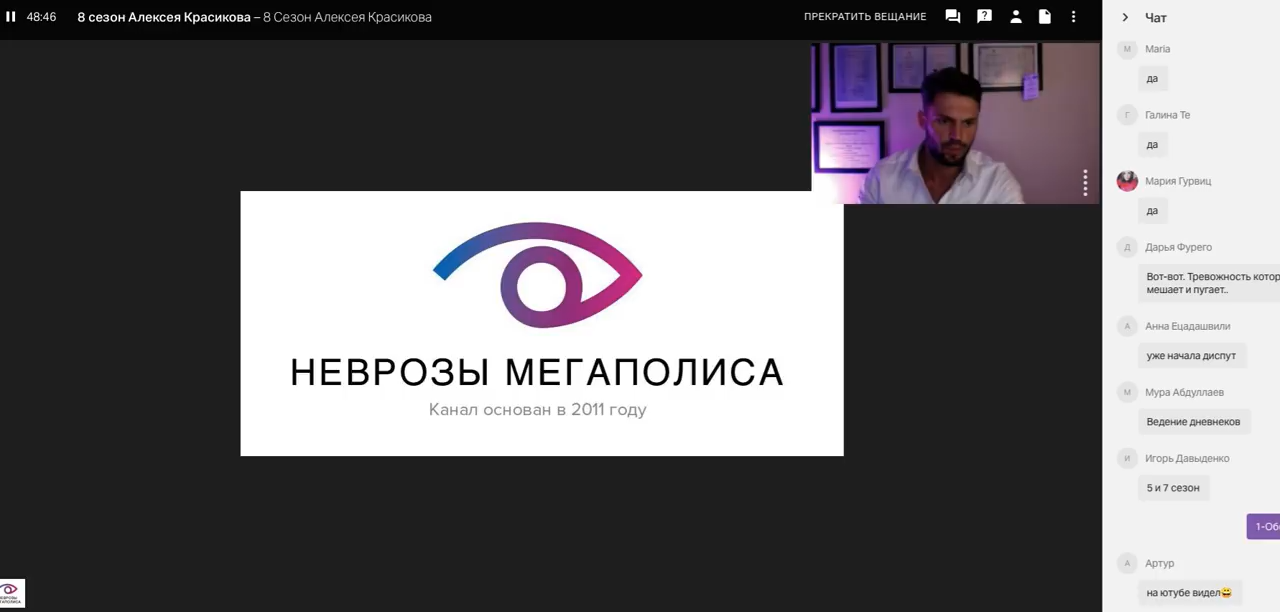 48:46
8 сезон Алексея Красикова – 8 Сезон Алексея Красикова
ПРЕКРАТИТЬ ВЕЩАНИЕ
НЕВРОЗЫ МЕГАПОЛИСА
Канал основан в 2011 году
Чат
M
Maria
да
Г
Галина Те
да
Мария Гурвиц
да
Д
Дарья Фурего
Вот-вот. Тревожность котор
мешает и пугает..
А
Анна Ецадашвили
уже начала диспут
М
Мура Абдуллаев
Ведение дневнеков
И
Игорь Давыденко
5 и 7 сезон
1-Об
А
Артур
на ютубе видел😀